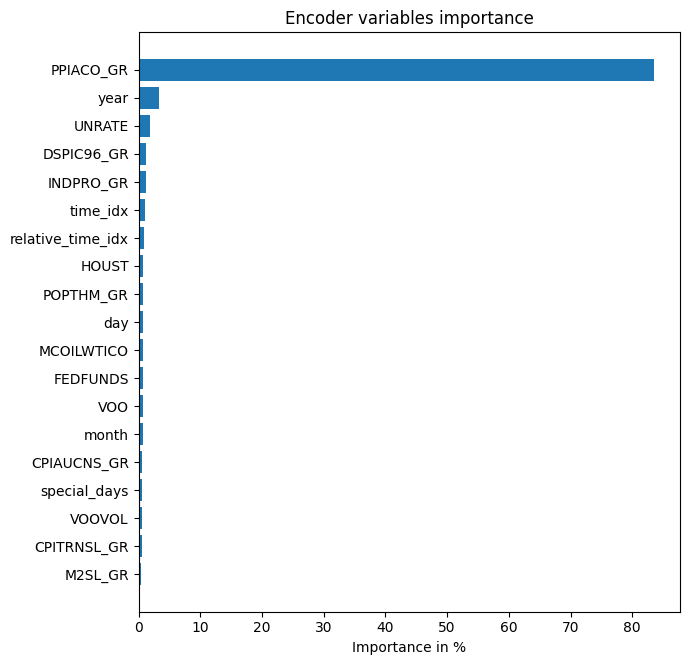 Encoder variables importance
PPIACO_GR
year
UNRATE
DSPIC96_GR
INDPRO_GR
time_idx
relative_time_idx
HOUST
POPTHM_GR
day
MCOILWTICO
FEDFUNDS
VOO
month
CPIAUCNS_GR
special_days
VOOVOL
CPITRNSL_GR
M2SL_GR
0 10 20 30 40 50 60 70 80
Importance in %